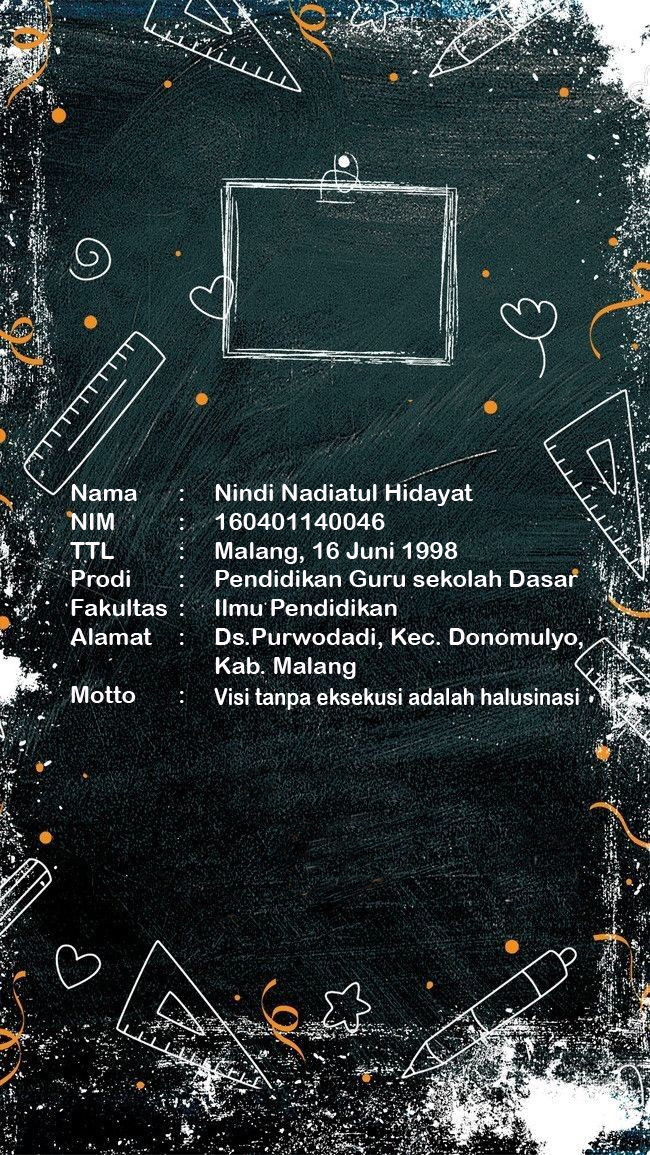 Nama : Nindi Nadiatul Hidayat
NIM : 160401140046
TTL : Malang, 16 Juni 1998
Prodi : Pendidikan Guru sekolah Dasar
Fakultas : Ilmu Pendidikan
Alamat : Ds.Purwodadi, Kec. Donomulyo,
Kab. Malang
Motto : Visi tanpa eksekusi adalah halusinasi